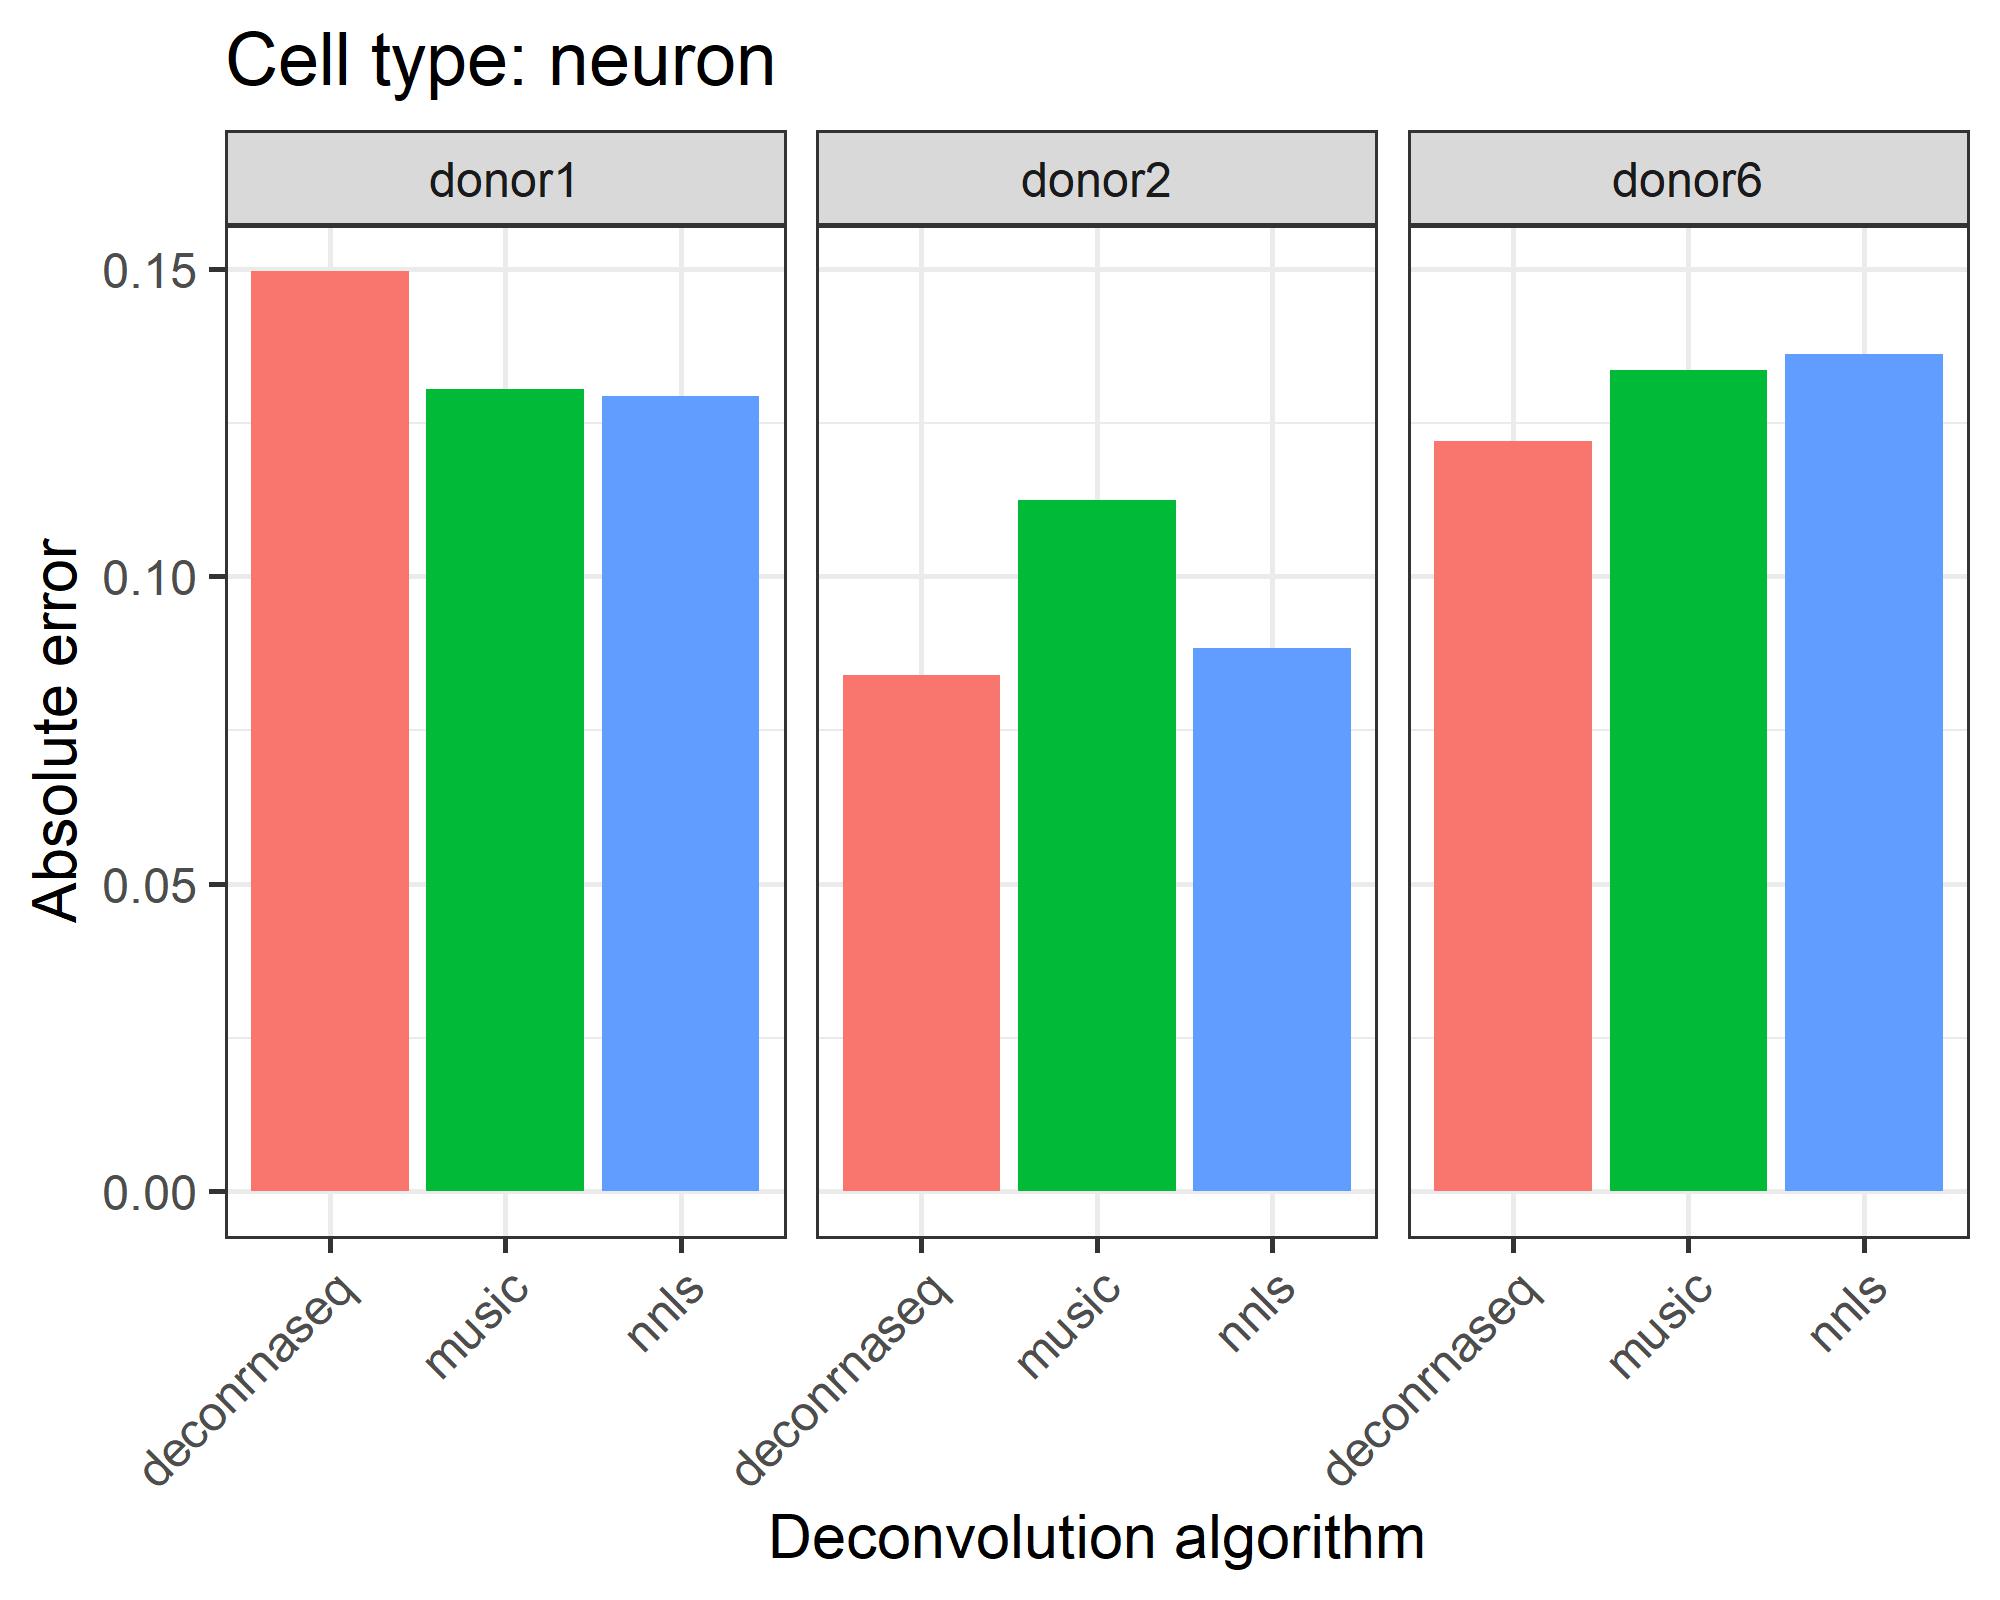 Cell type: neuron
donor1
donor2
donor6
Absolute error
0.15
0.10
0.05
0.00
deconrnaseq
music
nnls
deconrnaseq
music
nnls
deconrnaseq
music
nnls
Deconvolution algorithm